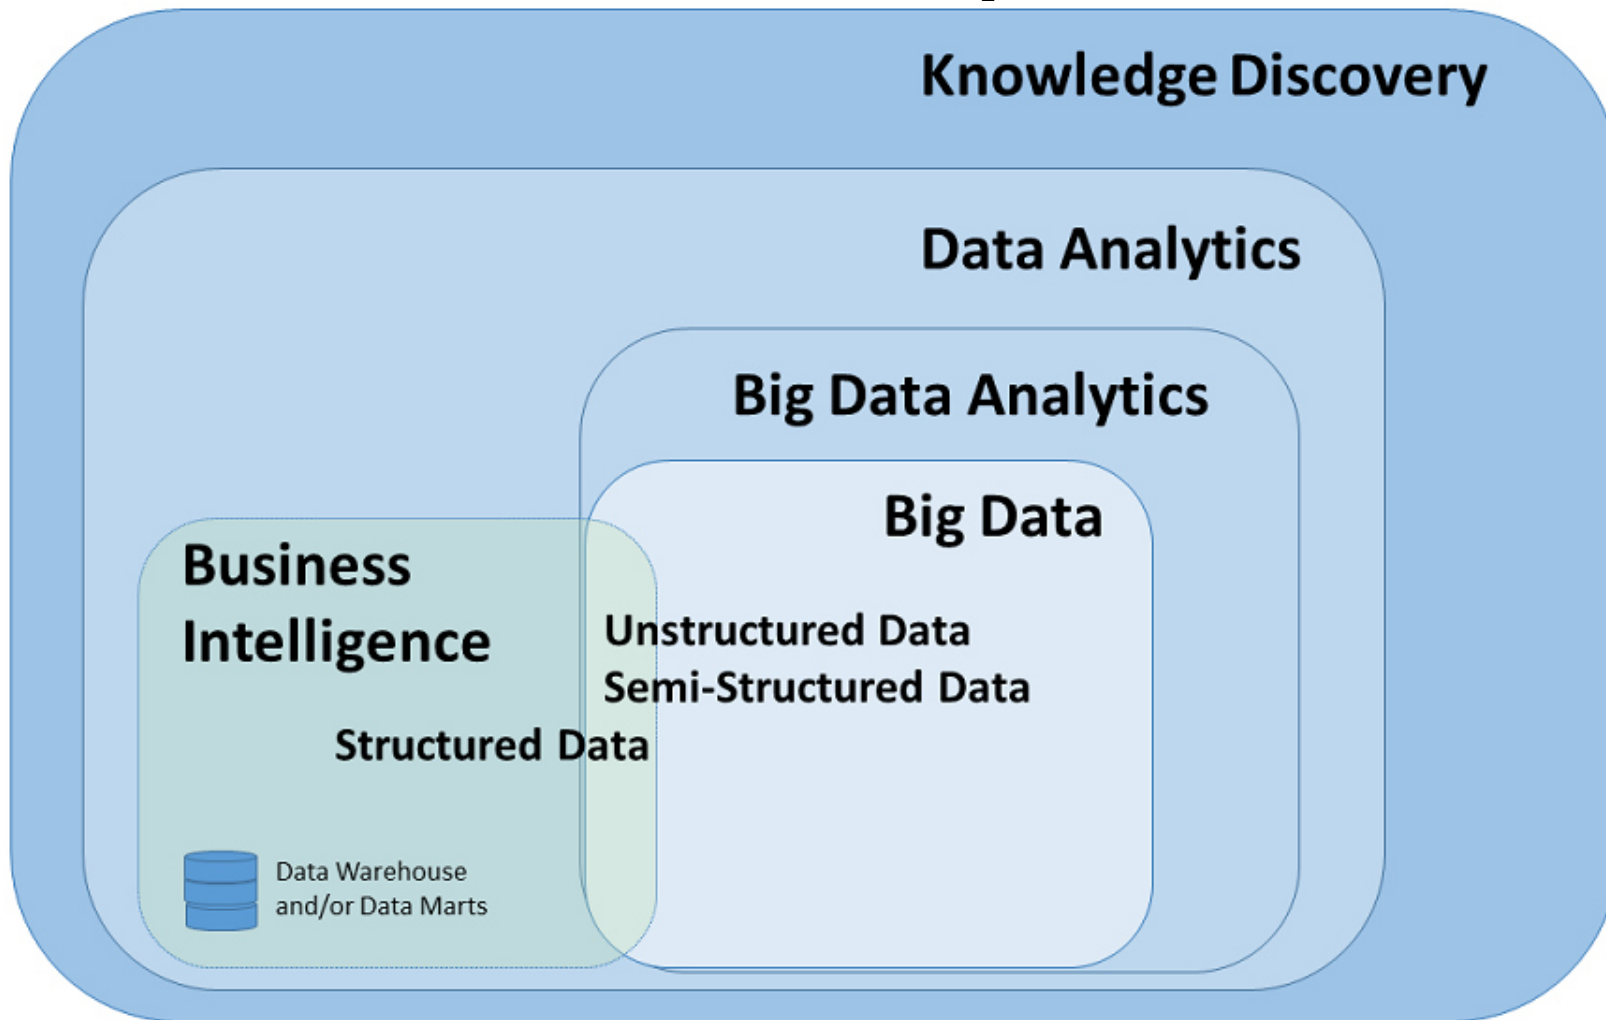 Knowledge Discovery
Data Analytics
Big Data Analytics
Big Data
Business
Intelligence
Unstructured Data
Semi-Structured Data
Structured Data
Data Warehouse
and/or Data Marts